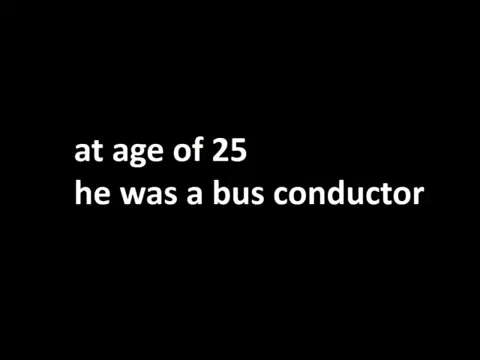 at age of 25
he was a bus conductor